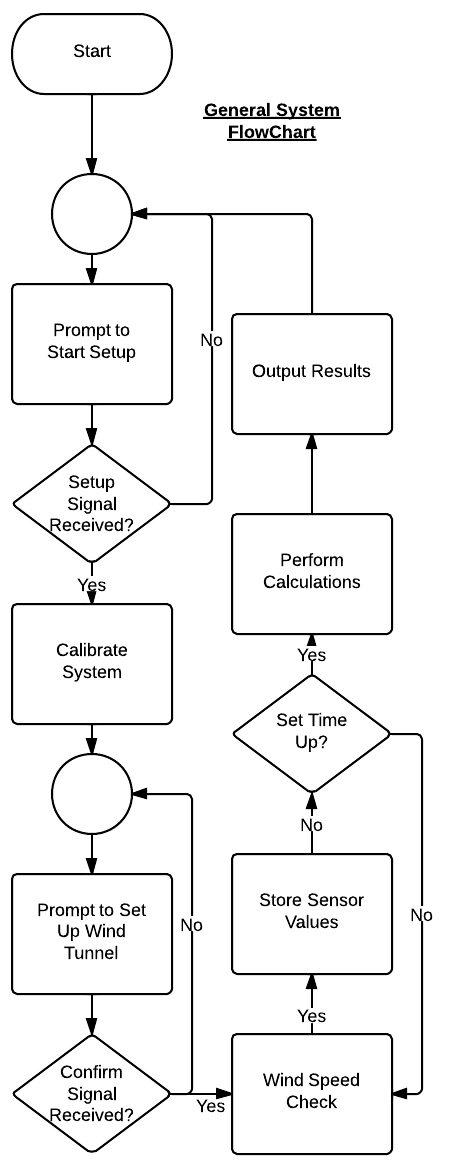 Start
General System
FlowChart
Prompt to
Start Setup
No
Output Results
Setup
Signal
Received?
Yes
Perform
Calculations
Calibrate
System
Yes
Set Time
Up?
No
Prompt to Set
Up Wind
Tunnel
No
Store Sensor
Values
No
Yes
Confirm
Signal
Received?
Yes
Wind Speed
Check